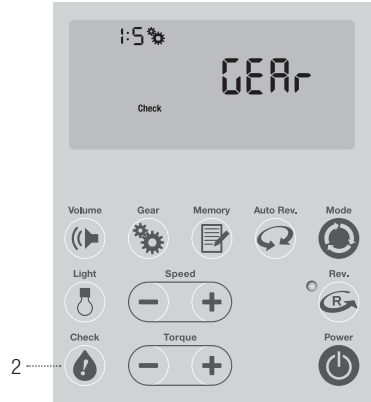 1:5
GEAr
Check
Volume Gear Memory Auto Rev. Mode
Light Speed Rev.
R
Check Torque Power
2